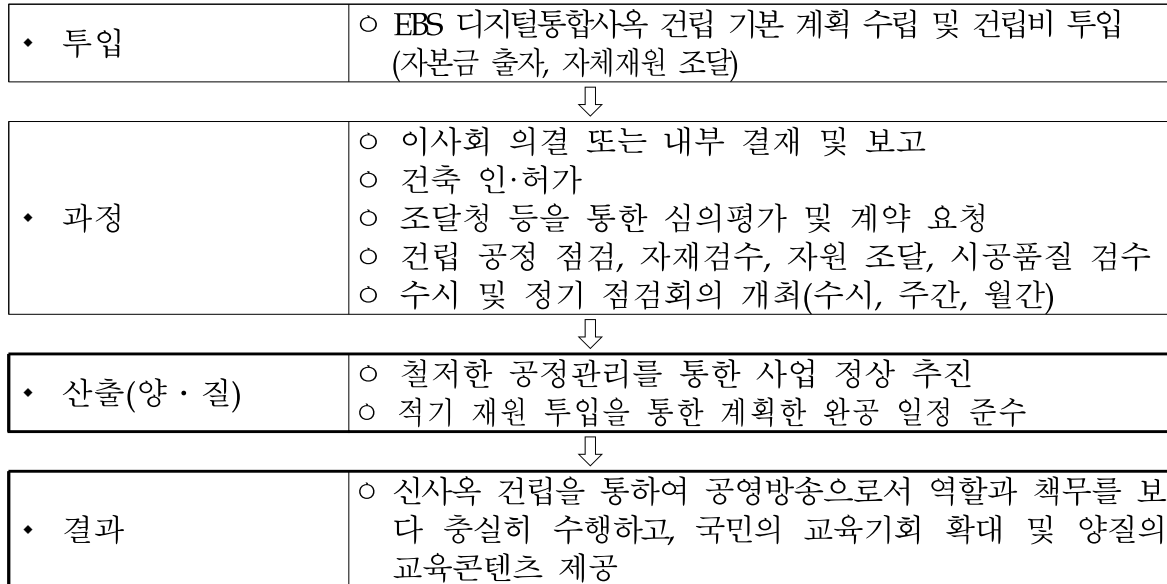 ◆ 투입
○ EBS 디지털통합사옥 건립 기본 계획 수립 및 건립비 투입
(자본금 출자, 자체재원 조달)
⇩
◆ 과정
○ 이사회 의결 또는 내부 결재 및 보고
○ 건축 인·허가
○ 조달청 등을 통한 심의평가 및 계약 요청
○ 건립 공정 점검, 자재검수, 자원 조달, 시공품질 검수
○ 수시 및 정기 점검회의 개최(수시, 주간, 월간)
⇩
◆ 산출(양·질)
○ 철저한 공정관리를 통한 사업 정상 추진
○ 적기 재원 투입을 통한 계획한 완공 일정 준수
⇩
◆ 결과
○ 신사옥 건립을 통하여 공영방송으로서 역할과 책무를 보
다 충실히 수행하고, 국민의 교육기회 확대 및 양질의
교육콘텐츠 제공